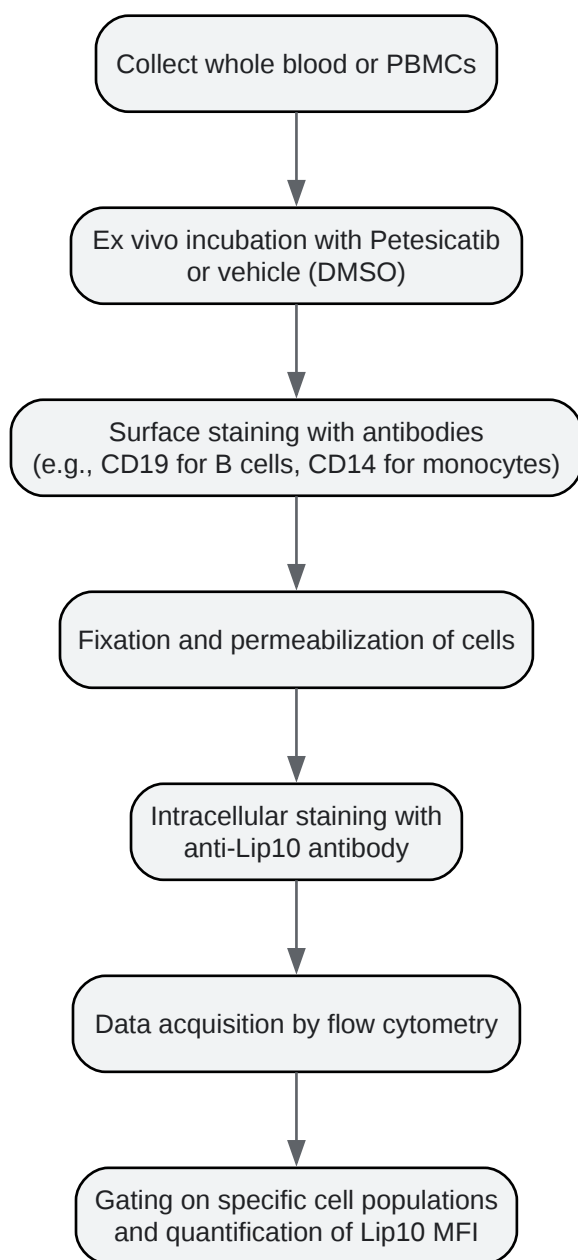 Collect whole blood or PBMCs
Ex vivo incubation with Petesicatib
or vehicle (DMSO)
Surface staining with antibodies
(e.g., CD19 for B cells, CD14 for monocytes)
Fixation and permeabilization of cells
Intracellular staining with
anti-Lip10 antibody
Data acquisition by flow cytometry
Gating on specific cell populations
and quantification of Lip10 MFI